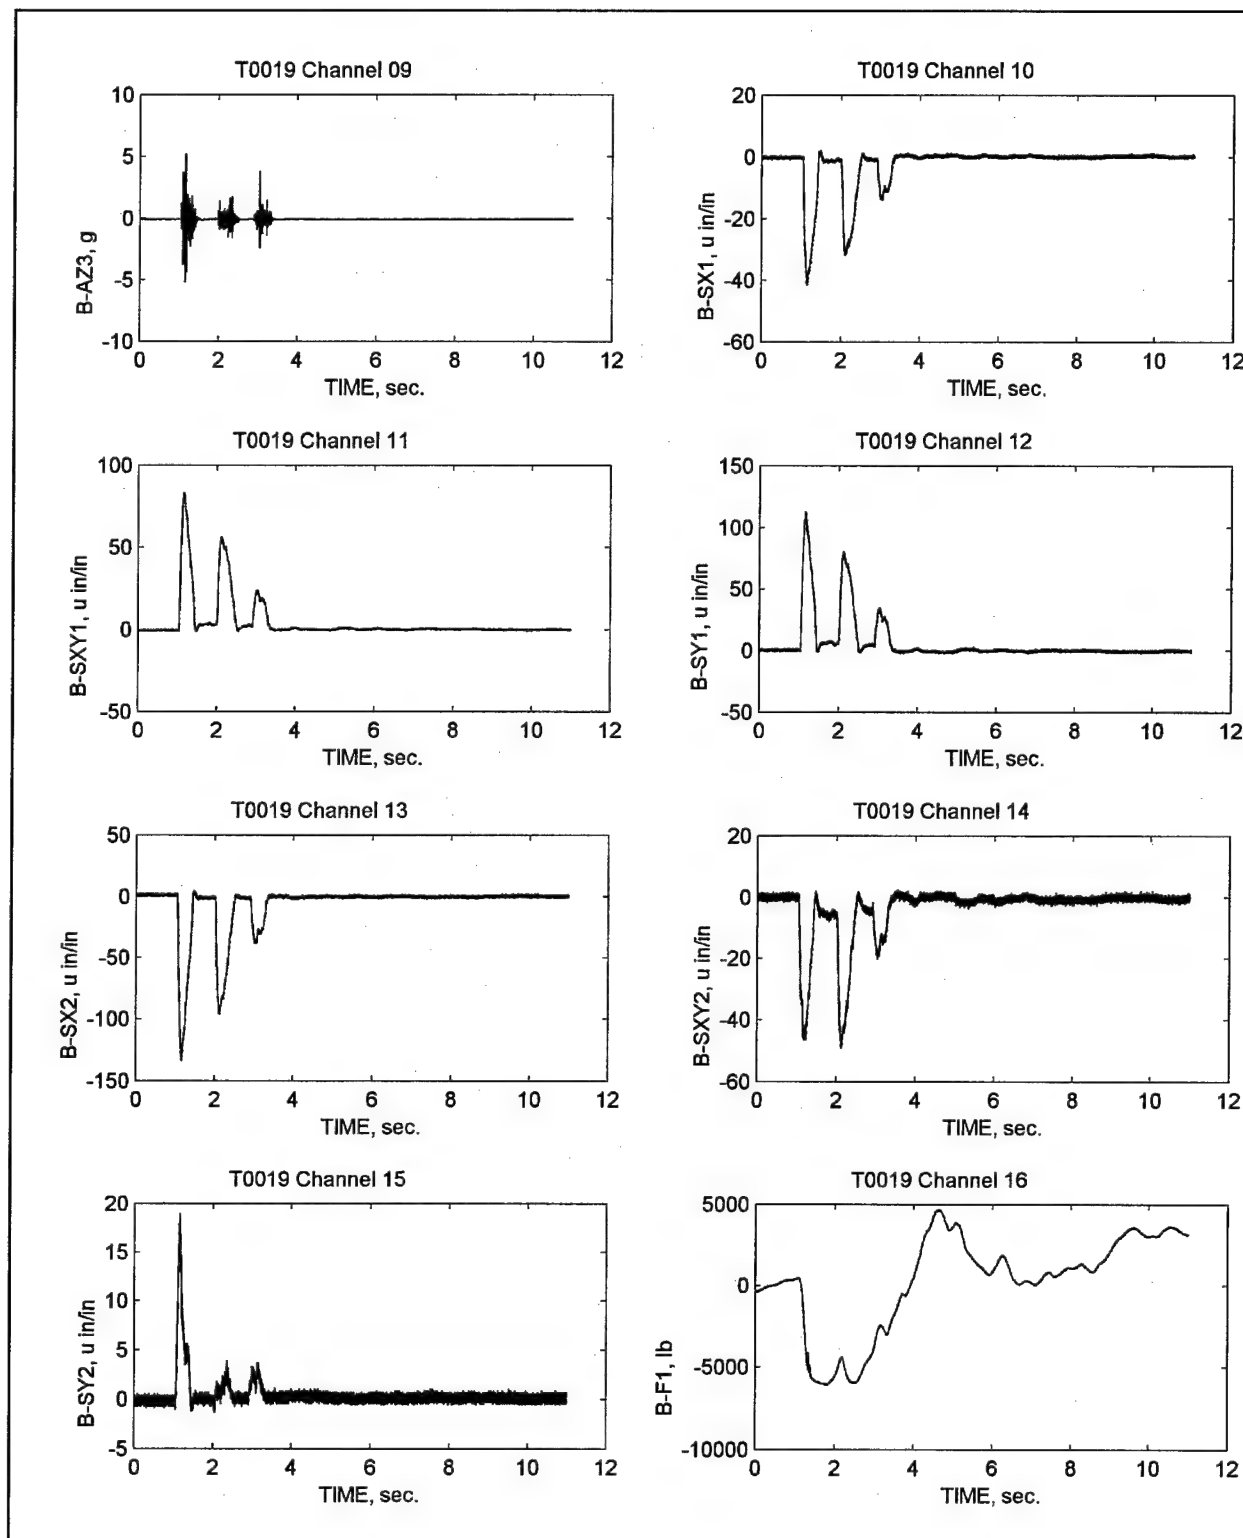 T0019 Channel 09
10
5
0
-5
-10
B-AZ3, g
0 2 4 6 8 10 12
TIME, sec.
T0019 Channel 10
20
0
-20
-40
-60
B-SX1, u in/in
0 2 4 6 8 10 12
TIME, sec.
T0019 Channel 11
100
50
0
-50
B-SXY1, u in/in
0 2 4 6 8 10 12
TIME, sec.
T0019 Channel 12
150
100
50
0
-50
B-SY1, u in/in
0 2 4 6 8 10 12
TIME, sec.
T0019 Channel 13
50
0
-50
-100
-150
B-SX2, u in/in
0 2 4 6 8 10 12
TIME, sec.
T0019 Channel 14
20
0
-20
-40
-60
B-SXY2, u in/in
0 2 4 6 8 10 12
TIME, sec.
T0019 Channel 15
20
15
10
5
0
-5
B-SY2, u in/in
0 2 4 6 8 10 12
TIME, sec.
T0019 Channel 16
5000
0
-5000
-10000
B-F1, lb
0 2 4 6 8 10 12
TIME, sec.